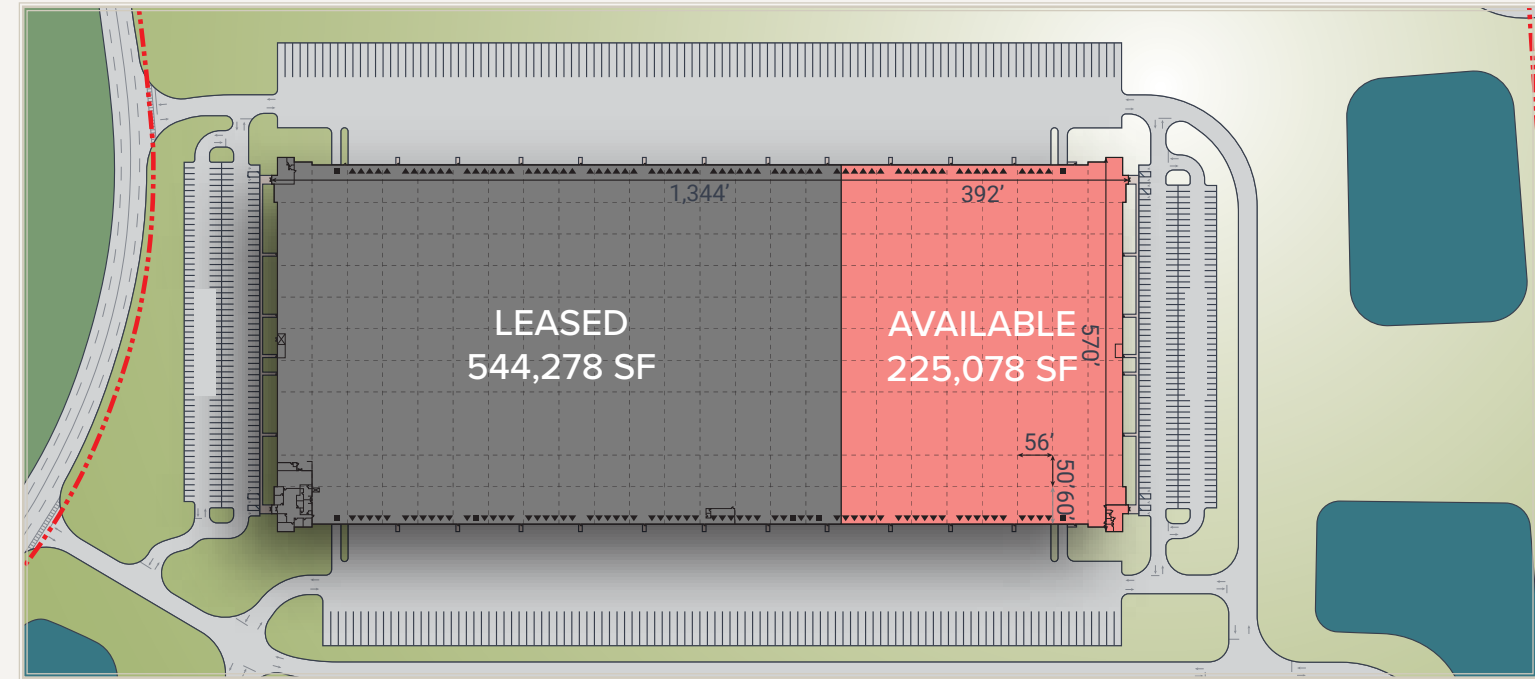 1,344’
392’
LEASED
544,278 SF
AVAILABLE
225,078 SF
570’
56’
50’
60’